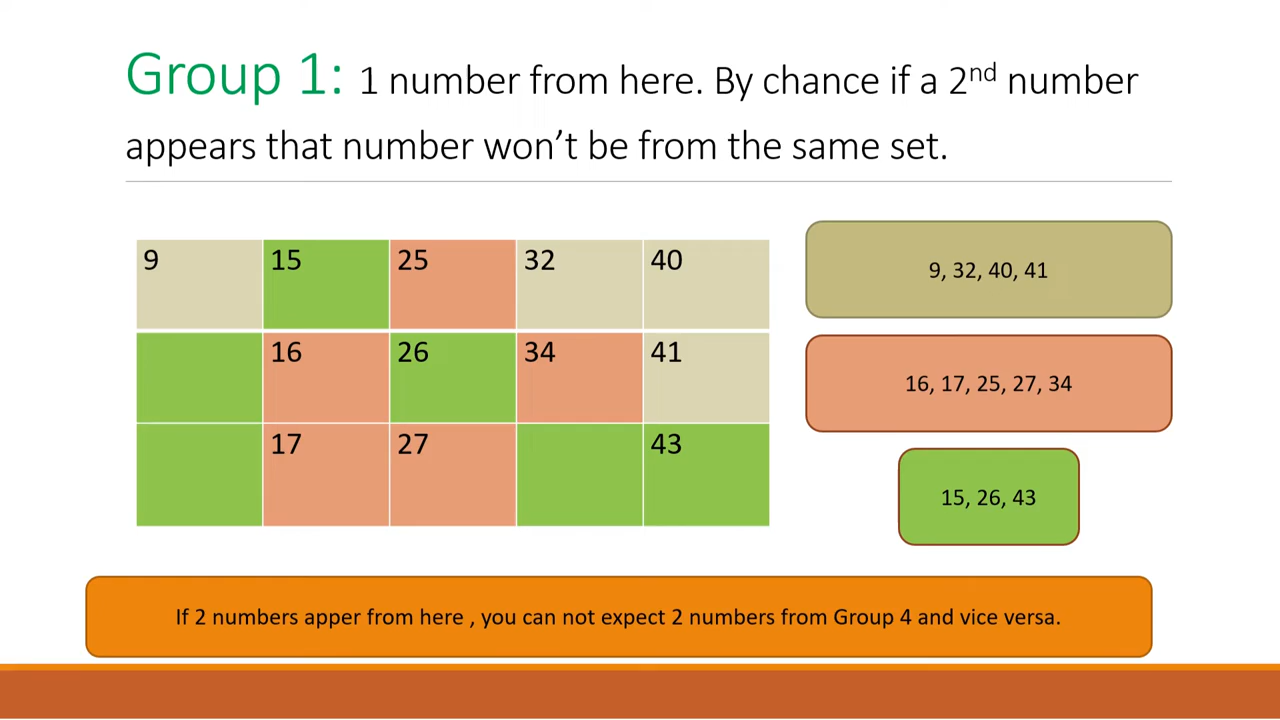 Group 1: 1 number from here. By chance if a 2nd number
appears that number won't be from the same set.
9 15 25 32 40
16 26 34 41
17 27 43
9, 32, 40, 41
16, 17, 25, 27, 34
15, 26, 43
If 2 numbers apper from here , you can not expect 2 numbers from Group 4 and vice versa.